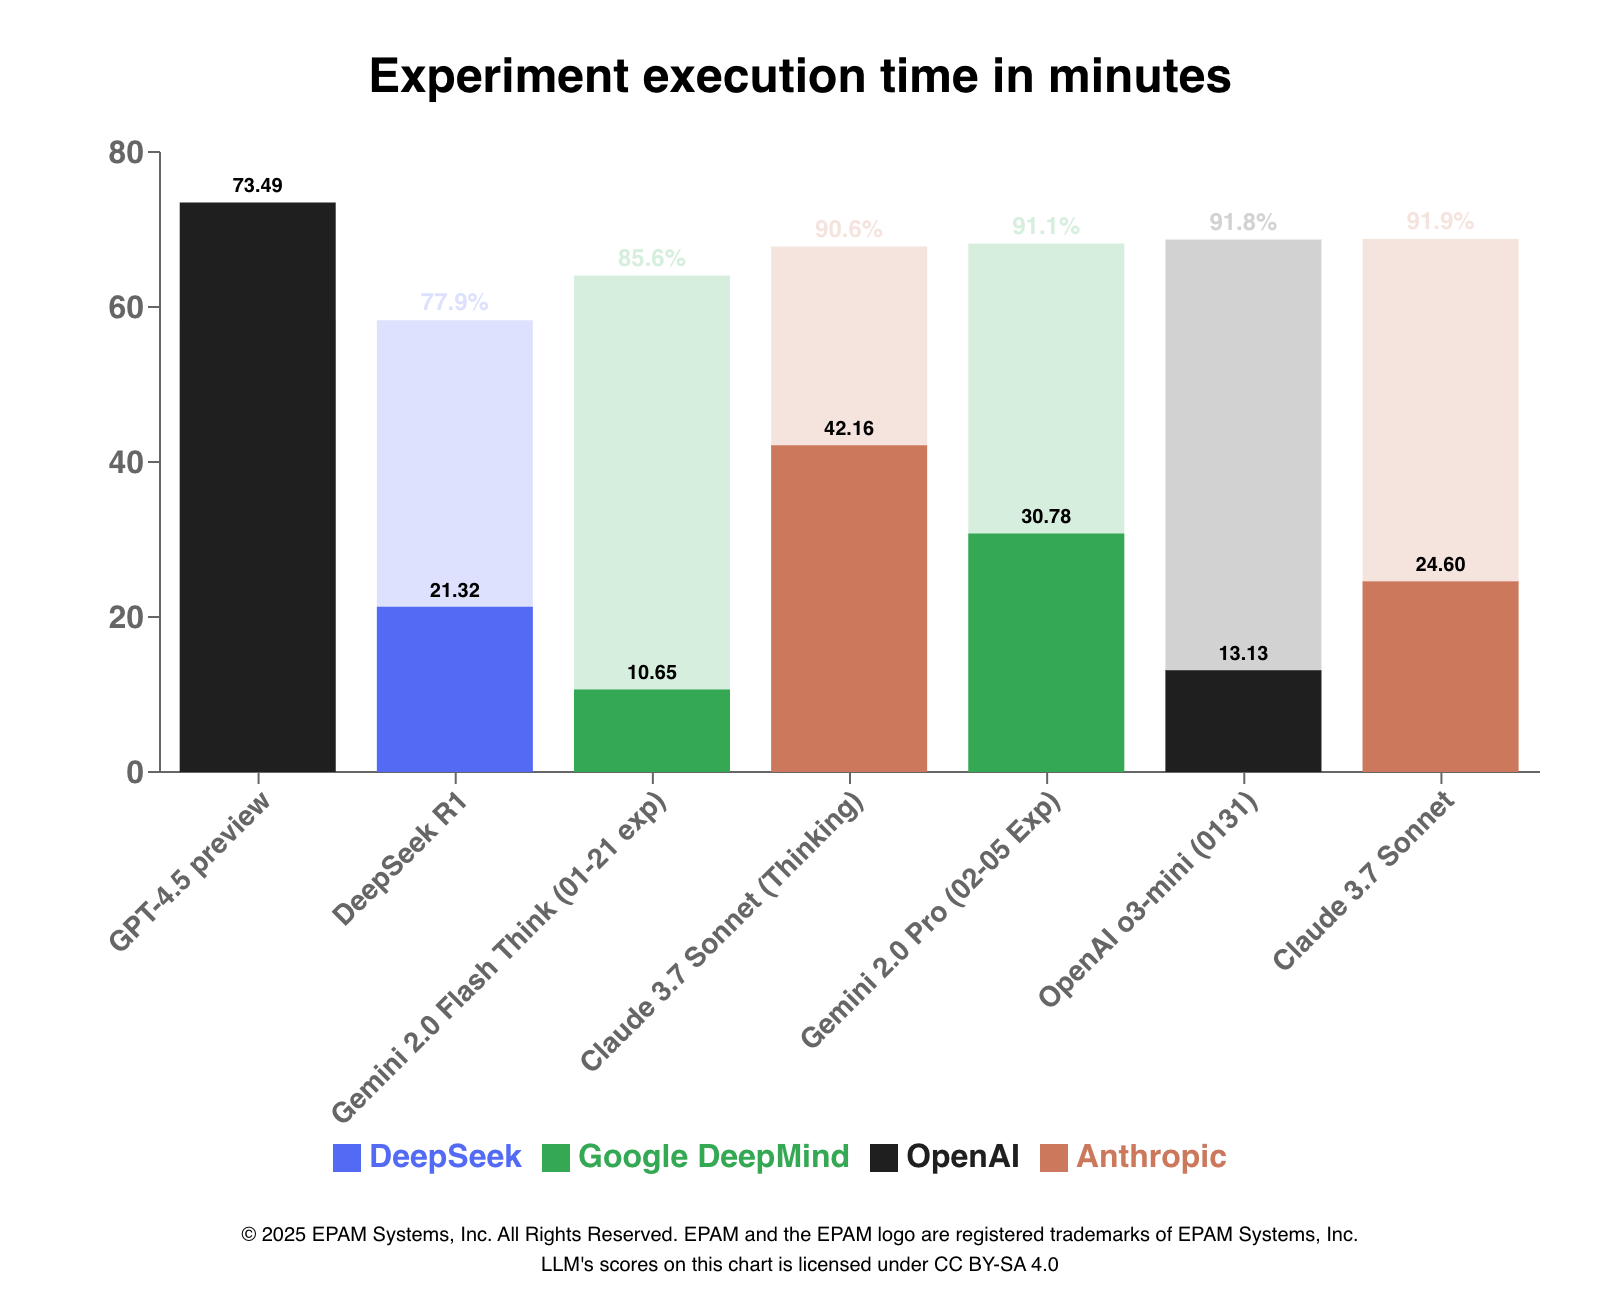 Experiment execution time in minutes
80
60
40
20
0
73.49
77.9%
21.32
85.6%
10.65
90.6%
42.16
91.1%
30.78
91.8%
13.13
91.9%
24.60
GPT-4.5 preview
DeepSeek R1
Gemini 2.0 Flash Think (01-21 exp)
Claude 3.7 Sonnet (Thinking)
Gemini 2.0 Pro (02-05 Exp)
OpenAI o3-mini (0131)
Claude 3.7 Sonnet
DeepSeek Google DeepMind OpenAI Anthropic
© 2025 EPAM Systems, Inc. All Rights Reserved. EPAM and the EPAM logo are registered trademarks of EPAM Systems, Inc.
LLM's scores on this chart is licensed under CC BY-SA 4.0